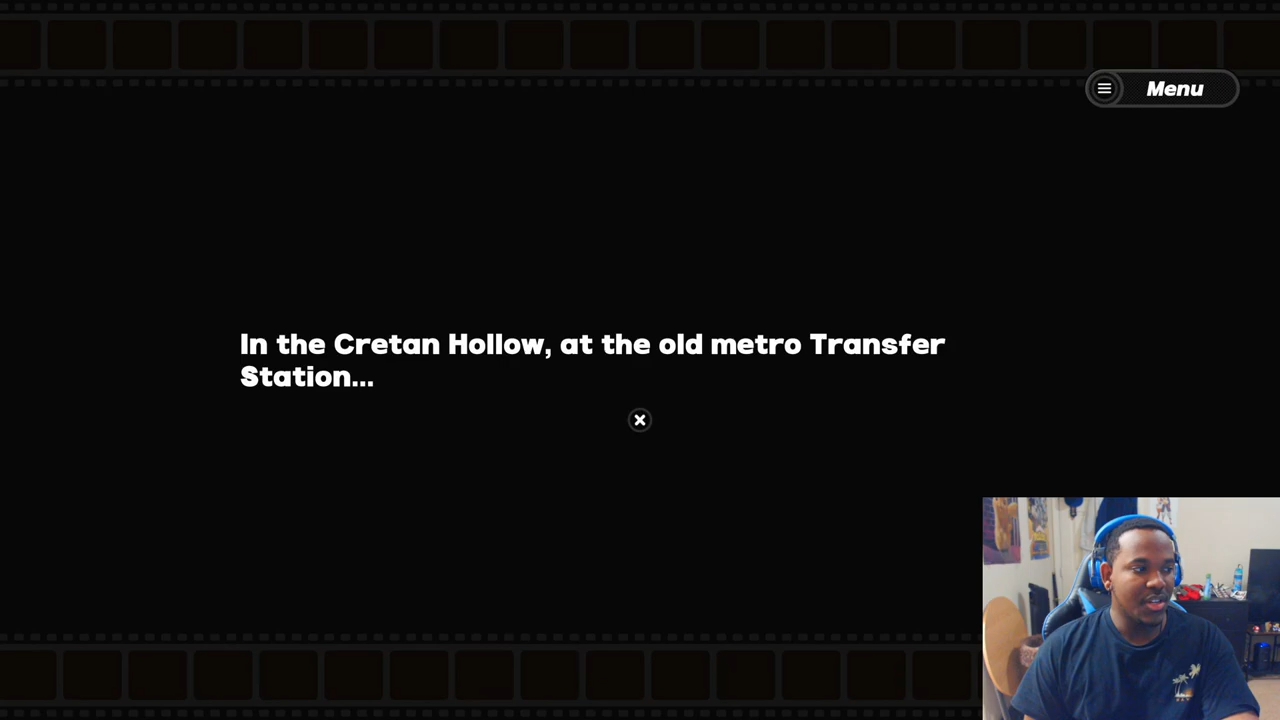 Menu
In the Cretan Hollow, at the old metro Transfer
Station...